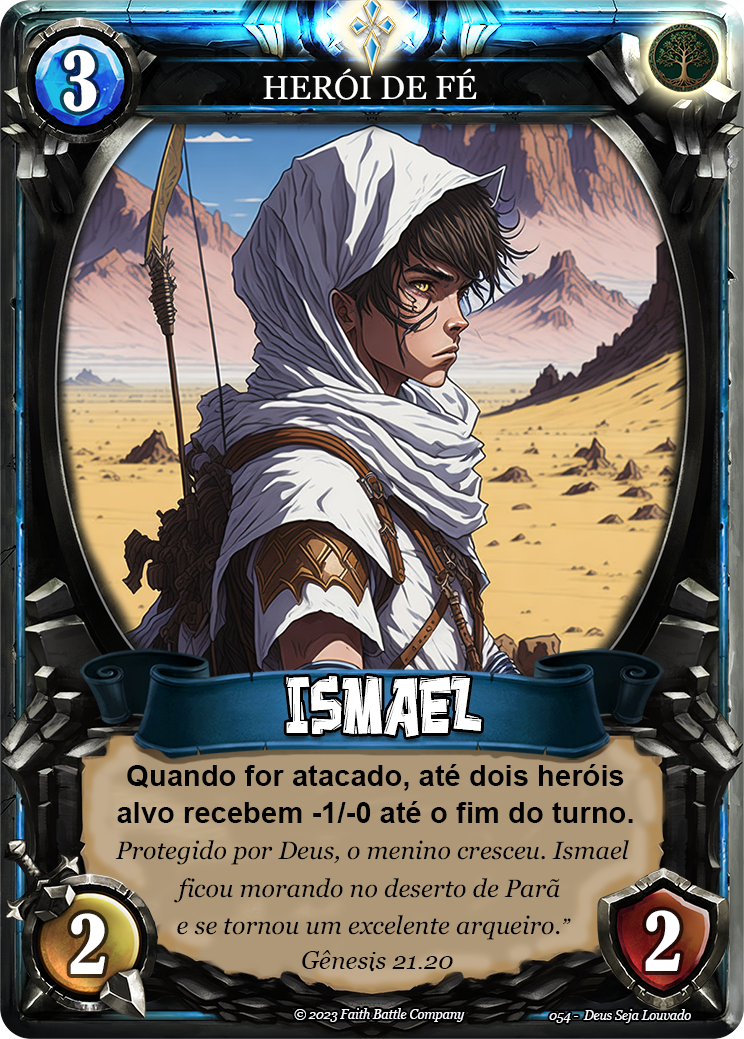 3
HERÓI DE FÉ
ISMAEL
Quando for atacado, até dois heróis
alvo recebem -1/-0 até o fim do turno.
Protegido por Deus, o menino cresceu. Ismael
ficou morando no deserto de Parã
e se tornou um excelente arqueiro.”
Gênesis 21.20
2
2
© 2023 Faith Battle Company
054 - Deus Seja Louvado